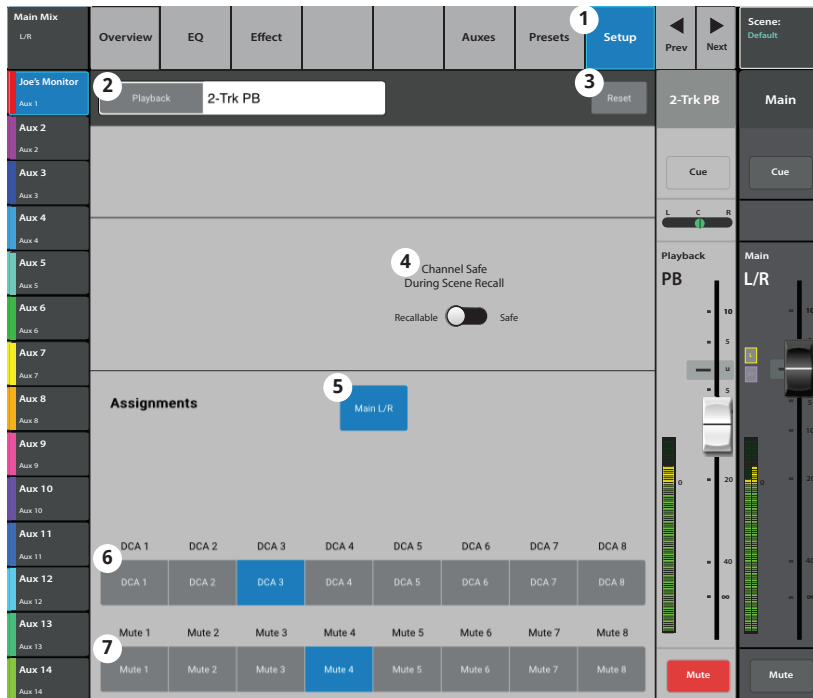 Main Mix
L/R
Overview
EQ
Effect
Auxes
Presets
1
Setup
Prev
Next
Scene:
Default
Joe's Monitor
Aux 1
Aux 2
Aux 2
Aux 3
Aux 3
Aux 4
Aux 4
Aux 5
Aux 5
Aux 6
Aux 6
Aux 7
Aux 7
Aux 8
Aux 8
Aux 9
Aux 9
Aux 10
Aux 10
Aux 11
Aux 11
Aux 12
Aux 12
Aux 13
Aux 13
Aux 14
Aux 14
2
Playback
2-Trk PB
3
Reset
4
Channel Safe
During Scene Recall
Recallable
Safe
5
Assignments
Main L/R
DCA 1 DCA 2 DCA 3 DCA 4 DCA 5 DCA 6 DCA 7 DCA 8
6
DCA 1 DCA 2 DCA 3 DCA 4 DCA 5 DCA 6 DCA 7 DCA 8
Mute 1 Mute 2 Mute 3 Mute 4 Mute 5 Mute 6 Mute 7 Mute 8
7
Mute 1 Mute 2 Mute 3 Mute 4 Mute 5 Mute 6 Mute 7 Mute 8
2-Trk PB
Cue
L C R
Playback
PB
10
5
U
5
0
20
40
∞
Mute
Main
Cue
Main
L/R
10
L
5
10
0
20
40
∞
Mute